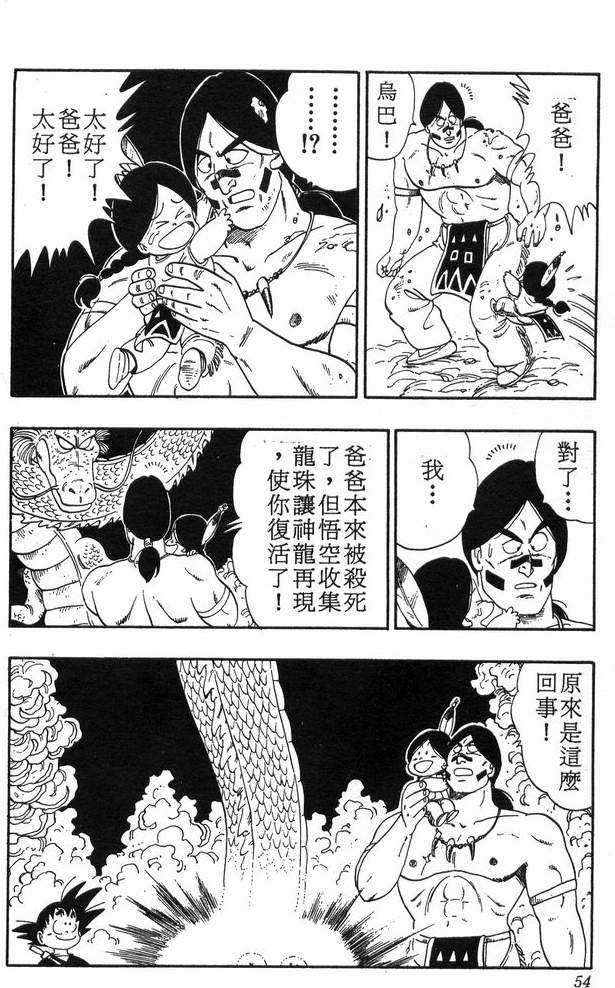 爸爸！
烏巴！
………
……!?
太好了！
爸爸！
太好了！
對了…
我…
爸爸本來被殺死
了，但悟空收集
龍珠讓神龍再現
，使你復活了！
原來是這麼
回事！
54